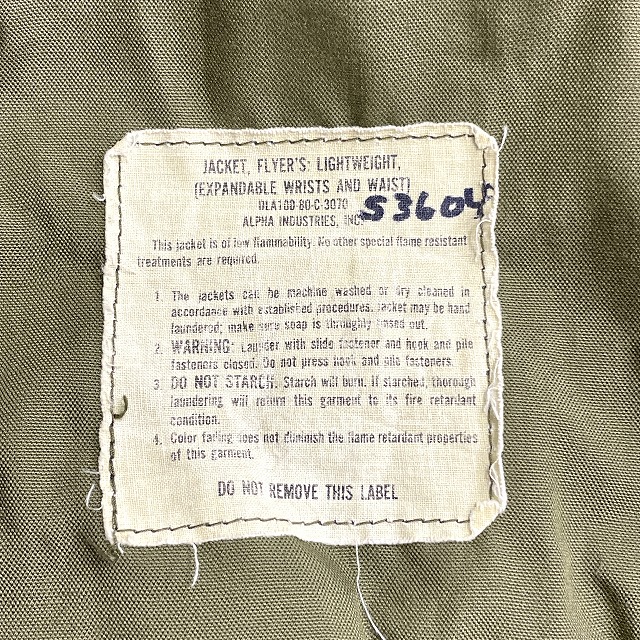 JACKET, FLYER'S: LIGHTWEIGHT,
(EXPANDABLE WRISTS AND WAIST)
DLA100-80-C-3070
ALPHA INDUSTRIES, INC.
S3604
This jacket is of low flammability. No other special flame resistant
treatments are required.
1. The jackets can be machine washed or dry cleaned in
accordance with established procedures. Jacket may be hand
laundered; make sure soap is throughly rinsed out.
2. WARNING: Launder with slide fastener and hook and pile
fasteners closed. Do not press hook and pile fasteners.
3. DO NOT STARCH. Starch will burn. If starched, thorough
laundering will return this garment to its fire retardant
condition.
4. Color fading does not diminish the flame retardant properties
of this garment.
DO NOT REMOVE THIS LABEL